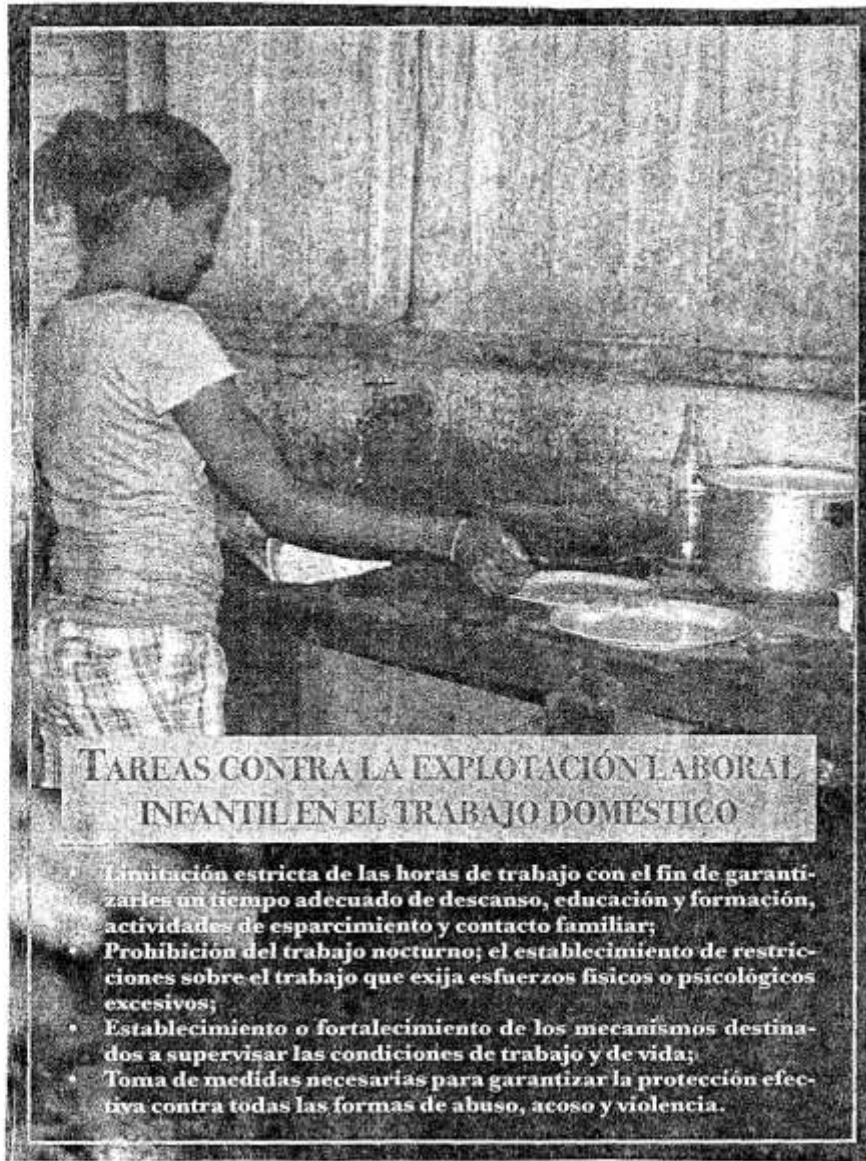 TAREAS CONTRA LA EXPLOTACIÓN LABORAL
INFANTIL EN EL TRABAJO DOMÉSTICO
• Limitación estricta de las horas de trabajo con el fin de garanti-
zarles un tiempo adecuado de descanso, educación y formación,
actividades de esparcimiento y contacto familiar;
• Prohibición del trabajo nocturno; el establecimiento de restric-
ciones sobre el trabajo que exija esfuerzos físicos o psicológicos
excesivos;
• Establecimiento o fortalecimiento de los mecanismos destina-
dos a supervisar las condiciones de trabajo y de vida;
• Toma de medidas necesarias para garantizar la protección efec-
tiva contra todas las formas de abuso, acoso y violencia.